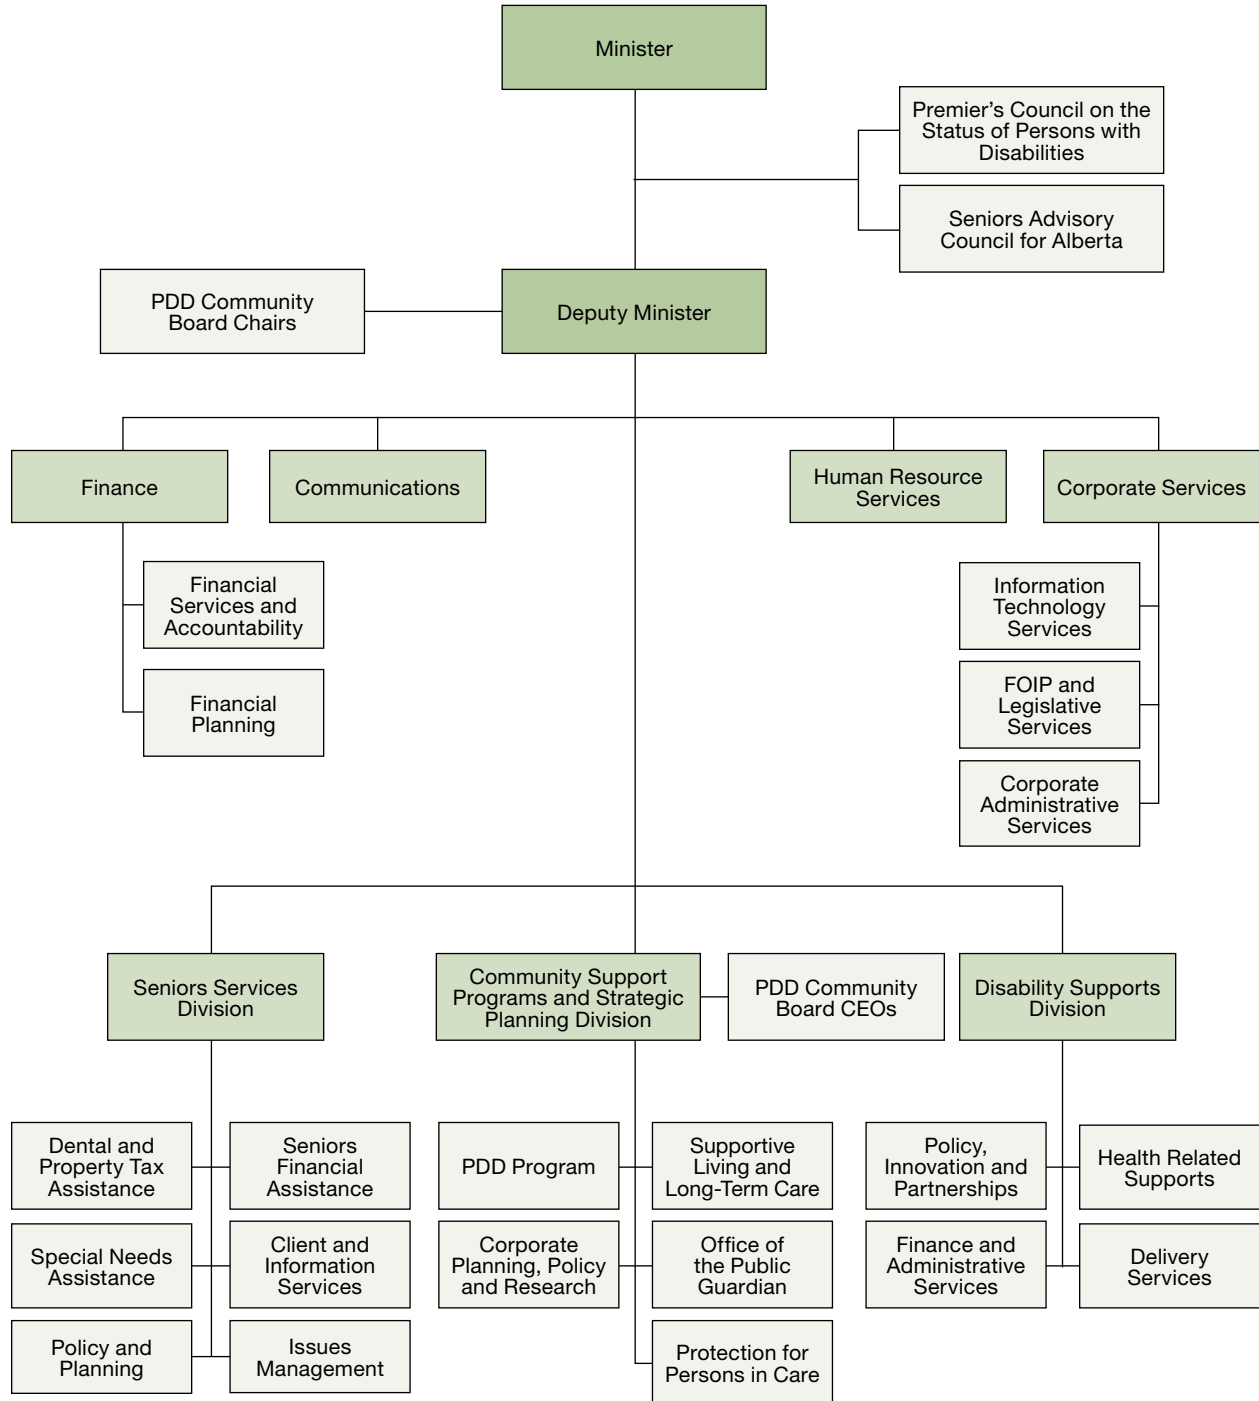 Minister
Premier’s Council on the
Status of Persons with
Disabilities
Seniors Advisory
Council for Alberta
PDD Community
Board Chairs
Deputy Minister
Finance
Communications
Human Resource
Services
Corporate Services
Financial
Services and
Accountability
Financial
Planning
Information
Technology
Services
FOIP and
Legislative
Services
Corporate
Administrative
Services
Seniors Services
Division
Community Support
Programs and Strategic
Planning Division
PDD Community
Board CEOs
Disability Supports
Division
Dental and
Property Tax
Assistance
Seniors
Financial
Assistance
Special Needs
Assistance
Client and
Information
Services
Policy and
Planning
Issues
Management
PDD Program
Supportive
Living and
Long-Term Care
Corporate
Planning, Policy
and Research
Office of
the Public
Guardian
Protection for
Persons in Care
Policy,
Innovation and
Partnerships
Health Related
Supports
Finance and
Administrative
Services
Delivery
Services